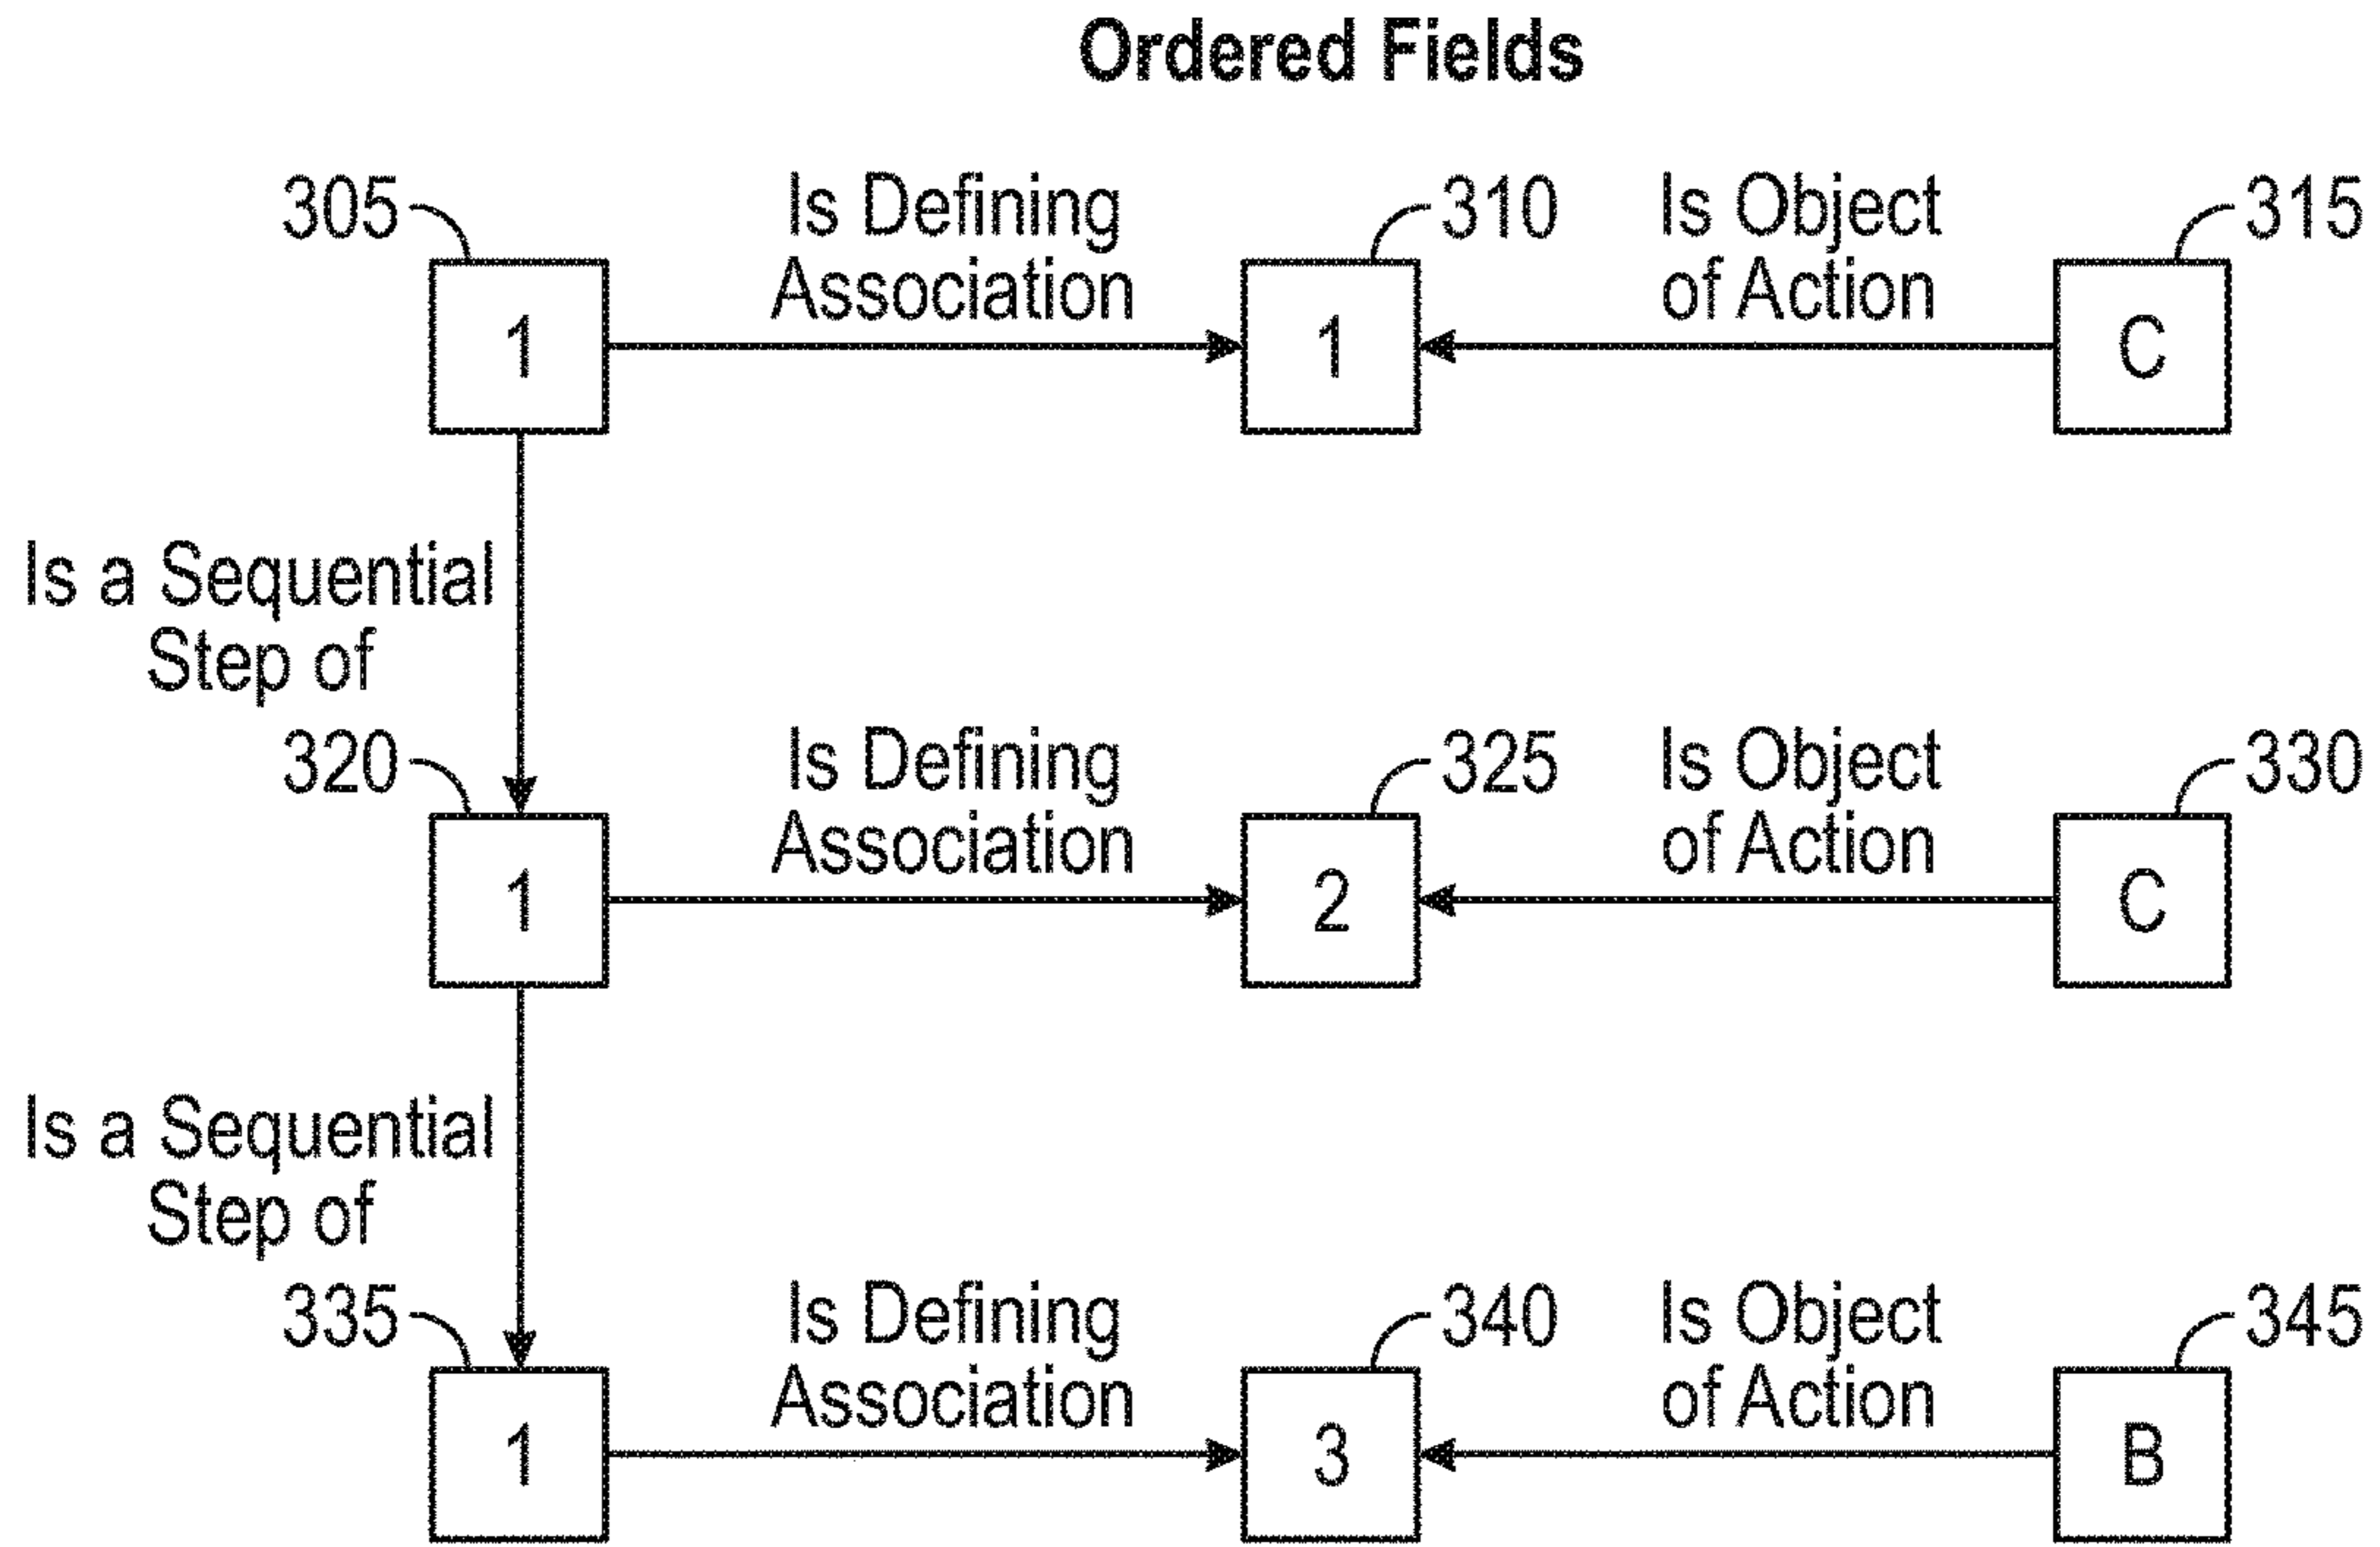 Ordered Fields
305
Is Defining
Association
310
Is Object
of Action
315
1
1
C
Is a Sequential
Step of
320
Is Defining
Association
325
Is Object
of Action
330
1
2
C
Is a Sequential
Step of
335
Is Defining
Association
340
Is Object
of Action
345
1
3
B